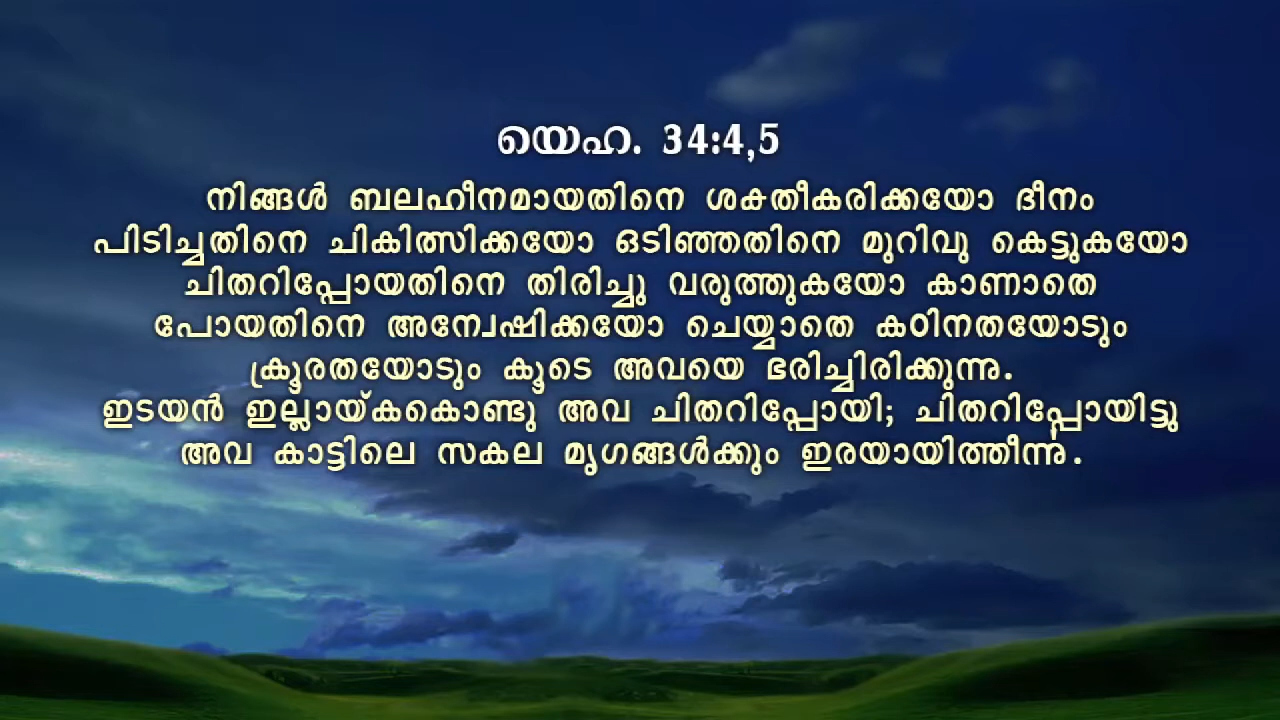 യെഹ. 34:4,5
നിങ്ങൾ ബലഹീനമായതിനെ ശക്തീകരിക്കയോ ദീനം
പിടിച്ചതിനെ ചികിത്സിക്കയോ ഒടിഞ്ഞതിനെ മുറിവു കെട്ടുകയോ
ചിതറിപ്പോയതിനെ തിരിച്ചു വരുത്തുകയോ കാണാതെ
പോയതിനെ അന്വേഷിക്കയോ ചെയ്യാതെ കഠിനതയോടും
ക്രൂരതയോടും കൂടെ അവയെ ഭരിച്ചിരിക്കുന്നു.
ഇടയൻ ഇല്ലായ്കകൊണ്ടു അവ ചിതറിപ്പോയി; ചിതറിപ്പോയിട്ടു
അവ കാട്ടിലെ സകല മൃഗങ്ങൾക്കും ഇരയായിത്തീൎന്നു.